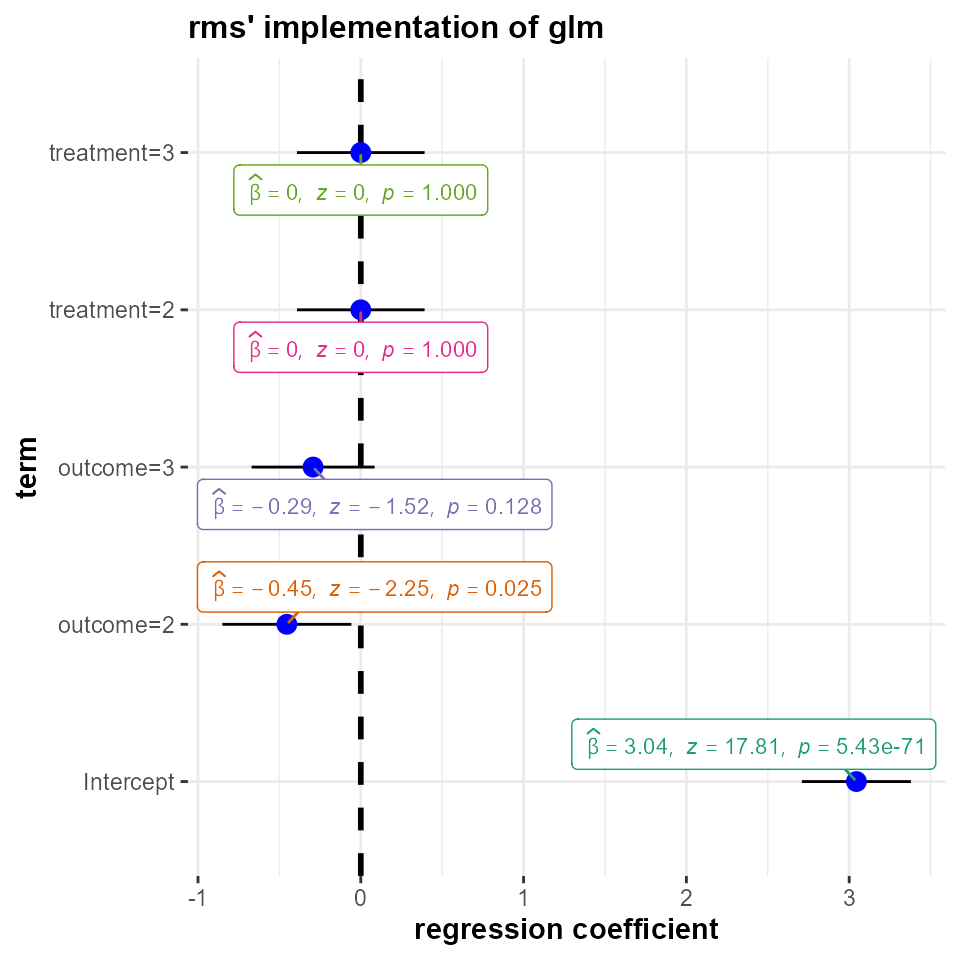 rms' implementation of glm
treatment=3
β̂ = 0, z = 0, p = 1.000
treatment=2
β̂ = 0, z = 0, p = 1.000
term
outcome=3
β̂ = −0.29, z = −1.52, p = 0.128
β̂ = −0.45, z = −2.25, p = 0.025
outcome=2
β̂ = 3.04, z = 17.81, p = 5.43e-71
Intercept
-1 0 1 2 3
regression coefficient